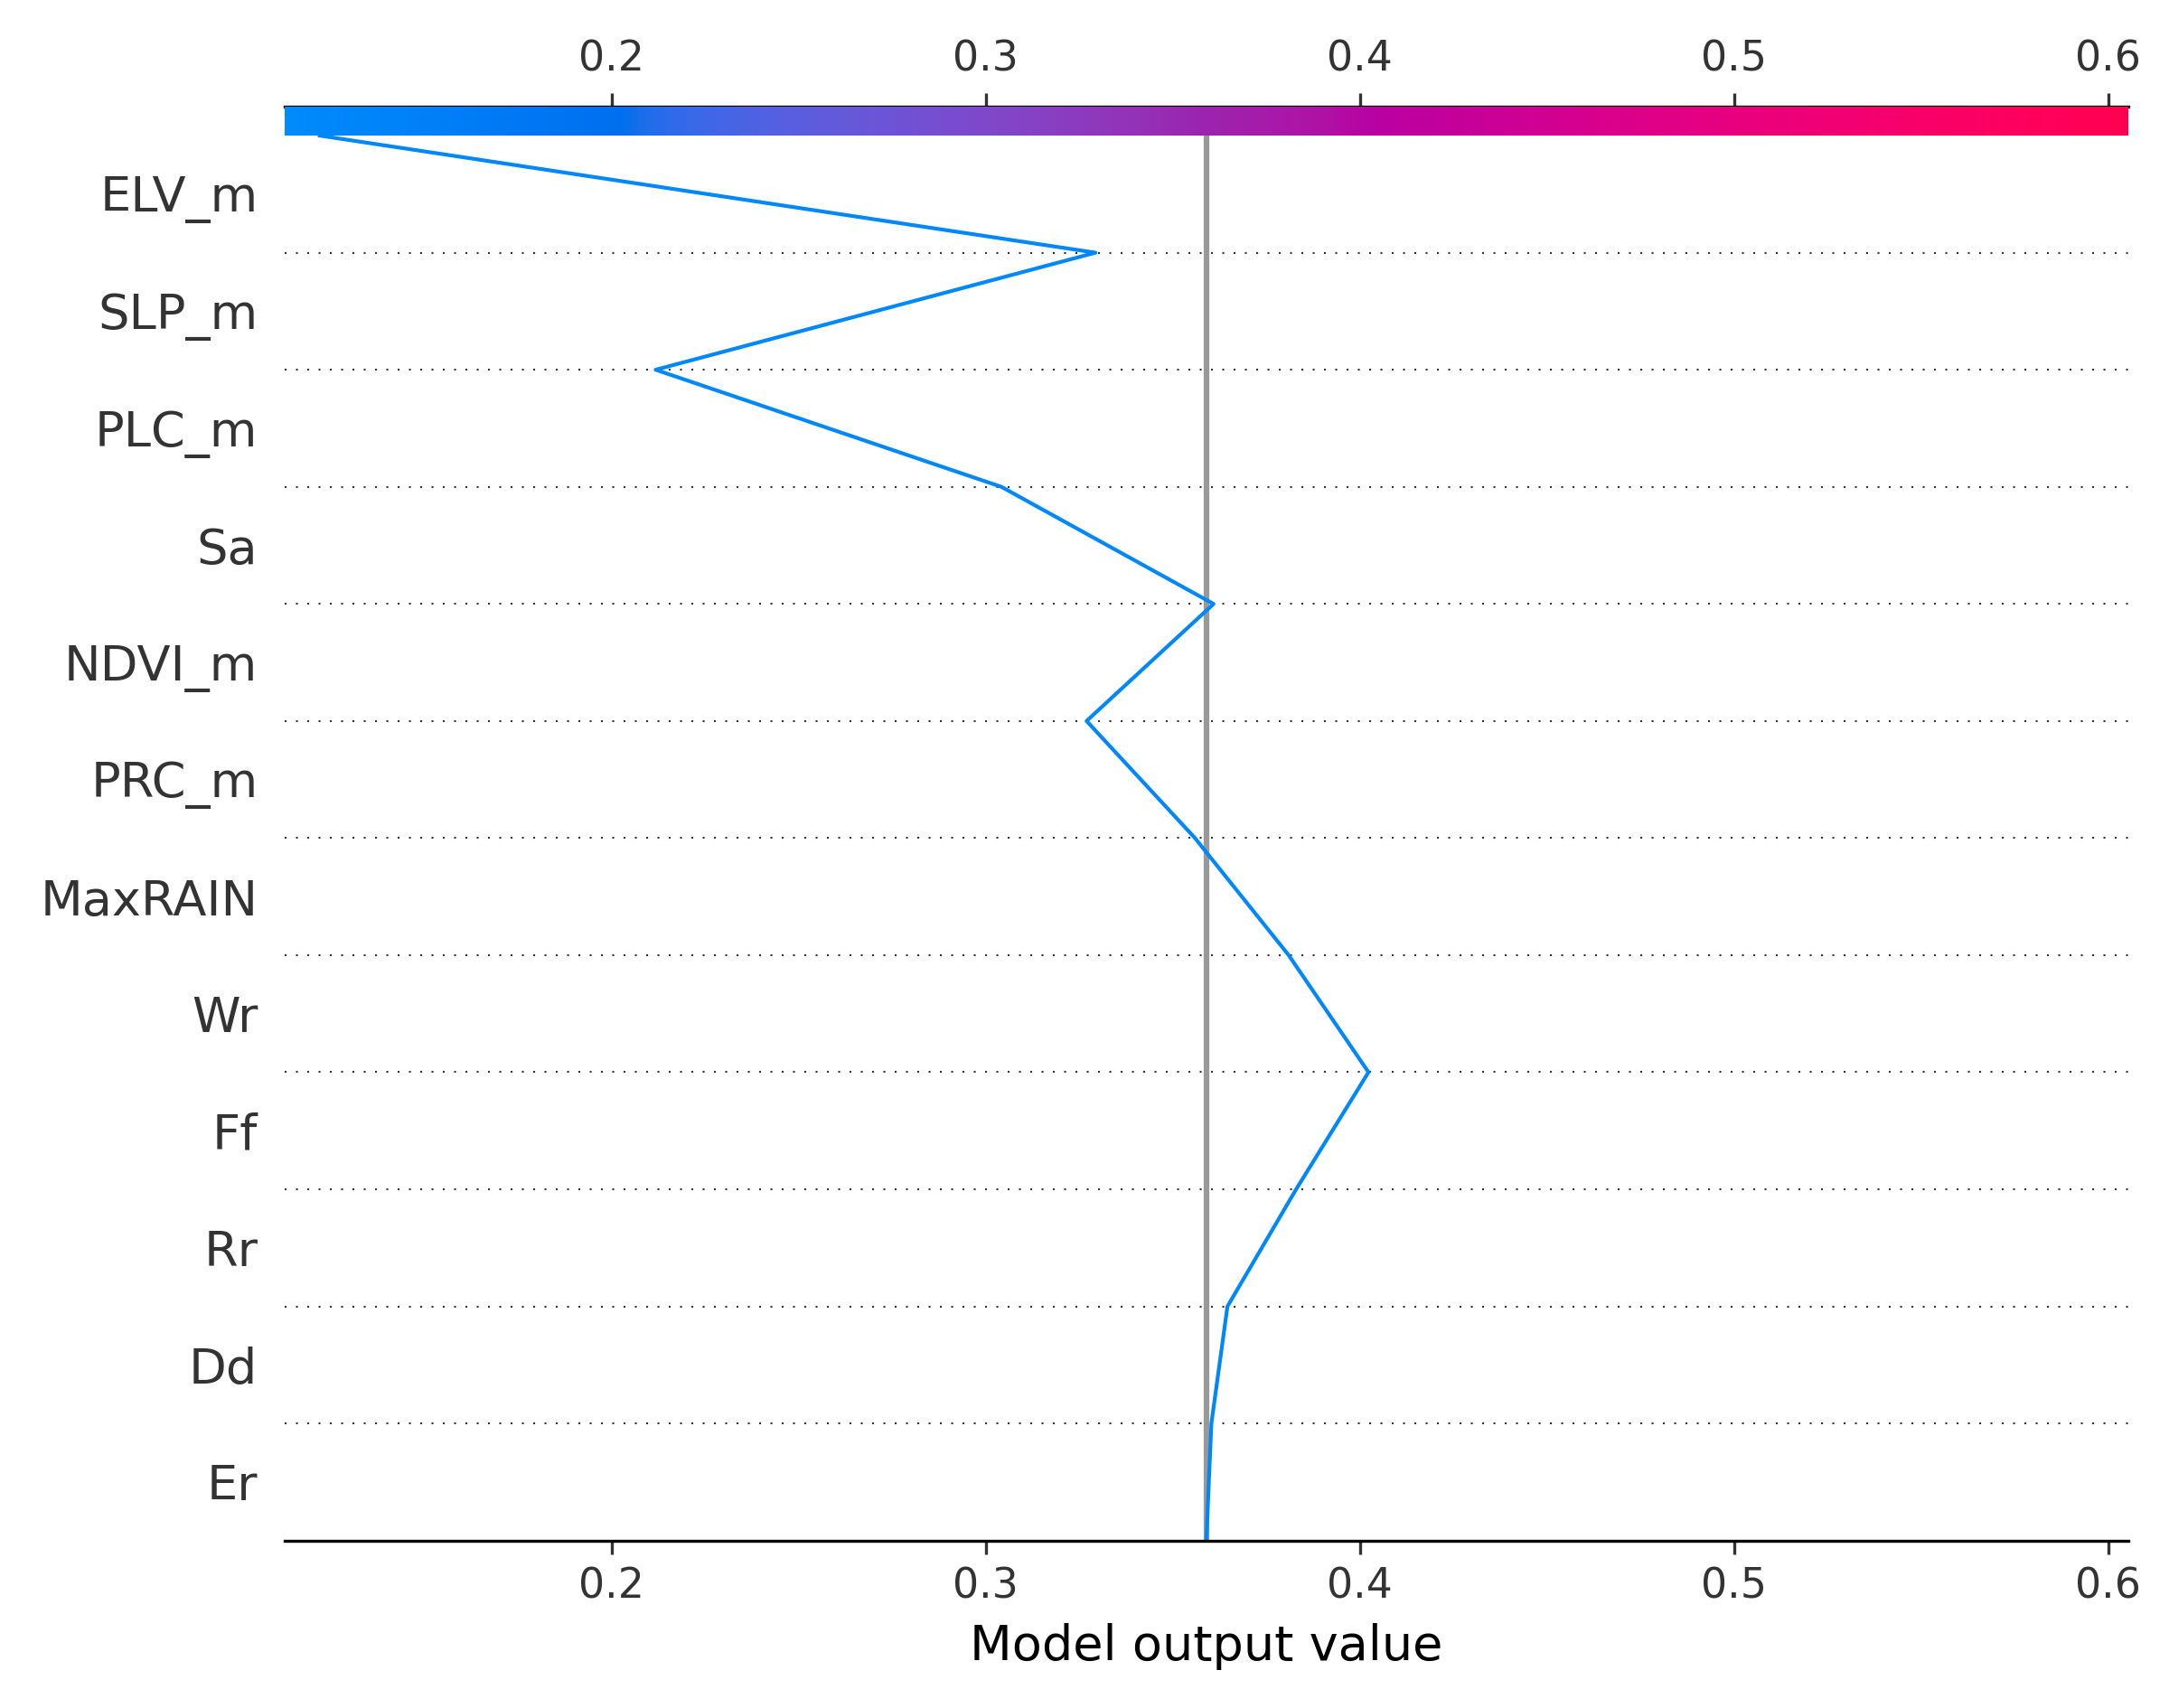 0.2 0.3 0.4 0.5 0.6
ELV_m
SLP_m
PLC_m
Sa
NDVI_m
PRC_m
MaxRAIN
Wr
Ff
Rr
Dd
Er
0.2 0.3 0.4 0.5 0.6
Model output value